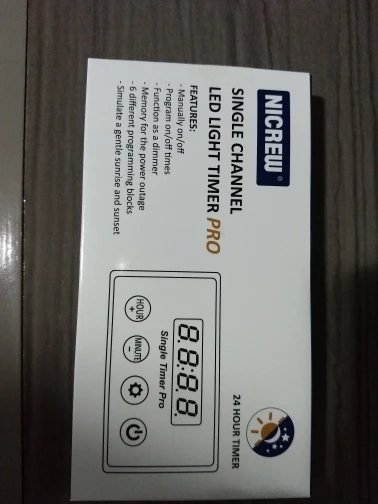 NICREW®
SINGLE CHANNEL
LED LIGHT TIMER PRO
FEATURES:
- Manually on/off
- Program on/off times
- Function as a dimmer
- Memory for the power outage
- 6 different programming blocks
- Simulate a gentle sunrise and sunset
24 HOUR TIMER
8.8:8.8.
Single Timer Pro
HOUR
+
MINUTE
−